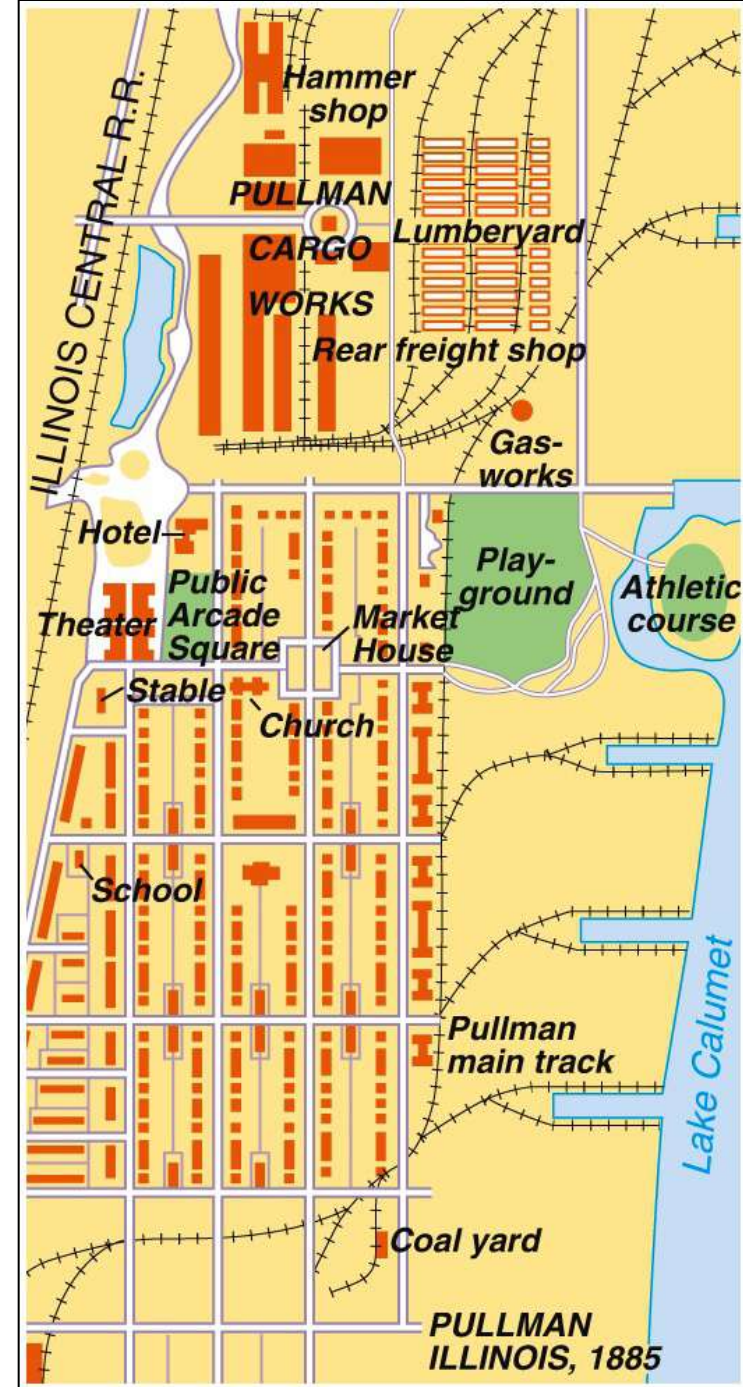 Hammer
shop
ILLINOIS CENTRAL R.R.
PULLMAN
CARGO
WORKS
Lumberyard
Rear freight shop
Gas-
works
Hotel
Public
Arcade
Square
Theater
Market
House
Play-
ground
Athletic
course
Stable
Church
School
Pullman
main track
Lake Calumet
Coal yard
PULLMAN
ILLINOIS, 1885